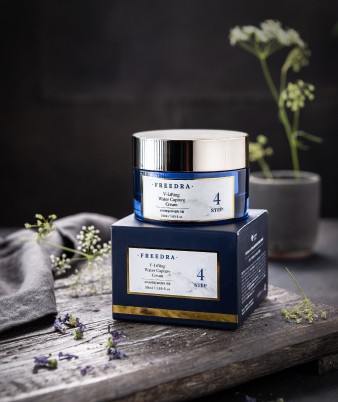 ·FREEDRA·
V-Lifting
Water Capture
Cream
4
STEP
·FREEDRA·
V-Lifting
Water Capture
Cream
4
STEP